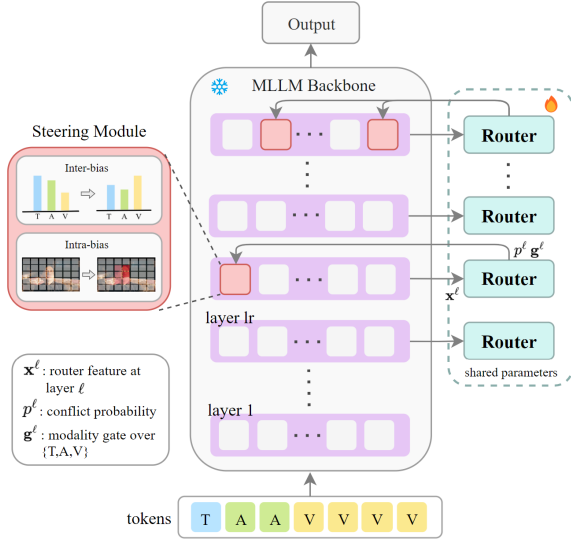 Output
MLLM Backbone
Steering Module
Inter-bias
T A V
T A V
Intra-bias
Router
Router
p^ℓ g^ℓ
Router
x^ℓ
layer lr
Router
shared parameters
x^ℓ : router feature at
layer ℓ
p^ℓ : conflict probability
g^ℓ : modality gate over
{T,A,V}
layer 1
tokens T A A V V V V